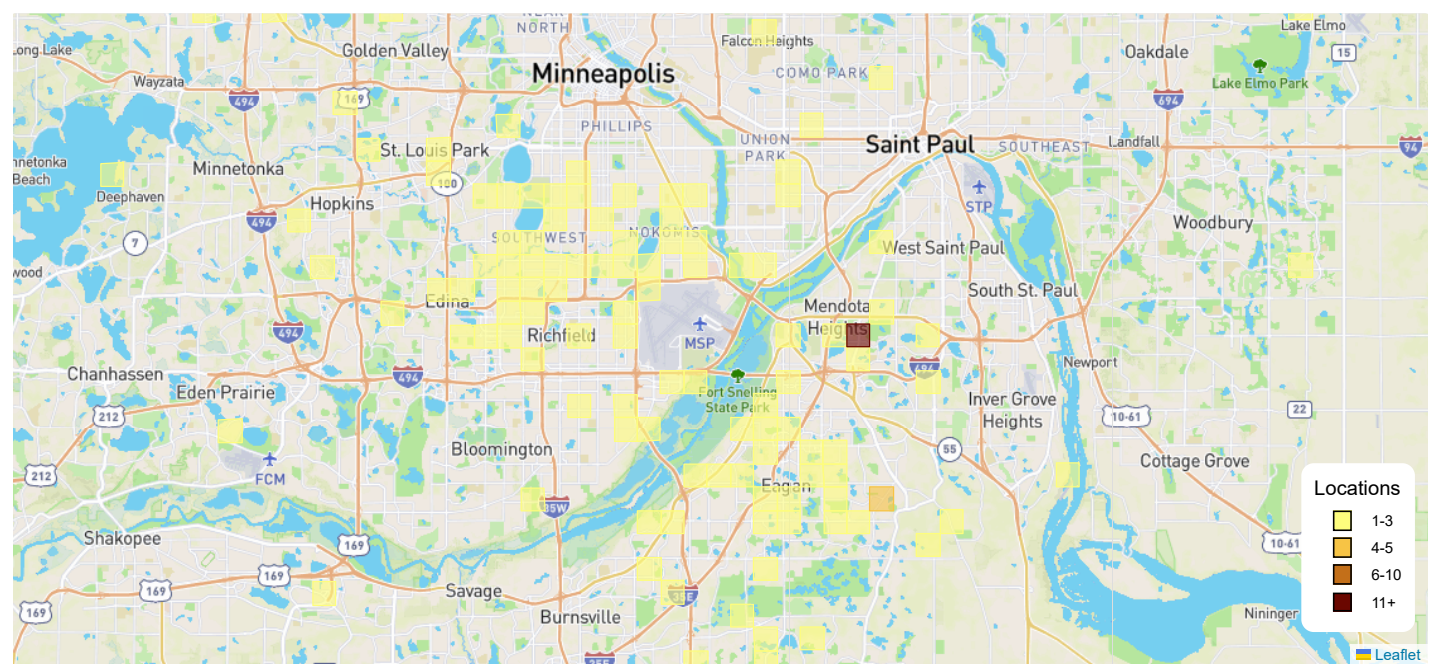 NEAR
NORTH
Falcon Heights
Lake Elmo
Long Lake
Golden Valley
Oakdale
15
Wayzata
Minneapolis
COMO PARK
Lake Elmo Park
494
169
694
PHILLIPS
UNION
PARK
Saint Paul
SOUTHEAST
Landfall
94
St. Louis Park
Minnetonka
100
STP
Deephaven
Hopkins
494
Woodbury
7
SOUTHWEST
NOKOMIS
West Saint Paul
wood
Edina
South St. Paul
Mendota
Heights
494
Richfield
MSP
Chanhassen
494
494
Newport
Eden Prairie
Fort Snelling
State Park
Inver Grove
Heights
212
10-61
22
Bloomington
55
Cottage Grove
212
FCM
Eagan
35W
Shakopee
169
10-61
169
169
169
Savage
35E
Burnsville
Nininger
35E
Locations
1-3
4-5
6-10
11+
Leaflet